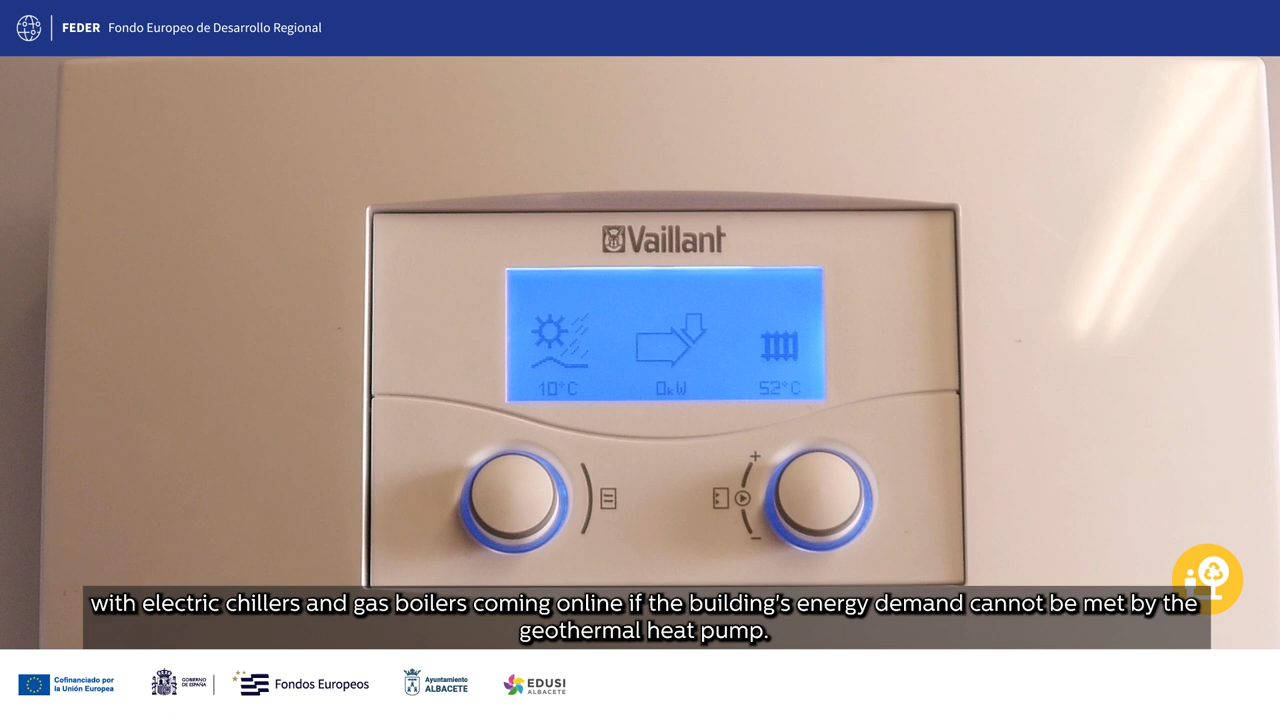 FEDER Fondo Europeo de Desarrollo Regional
Vaillant
10°C 0kW 52°C
+
−
with electric chillers and gas boilers coming online if the building's energy demand cannot be met by the
geothermal heat pump.
Cofinanciado por
la Unión Europea
GOBIERNO
DE ESPAÑA
Fondos Europeos
Ayuntamiento
ALBACETE
EDUSI
ALBACETE